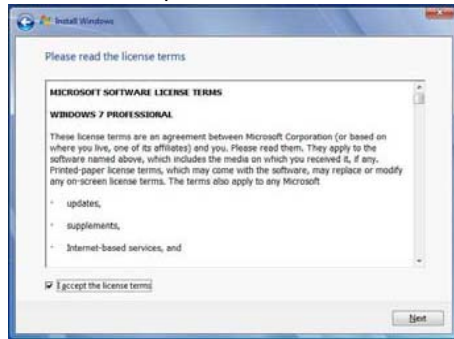 Install Windows
Please read the license terms
MICROSOFT SOFTWARE LICENSE TERMS
WINDOWS 7 PROFESSIONAL
These license terms are an agreement between Microsoft Corporation (or based on
where you live, one of its affiliates) and you. Please read them. They apply to the
software named above, which includes the media on which you received it, if any.
Printed-paper license terms, which may come with the software, may replace or modify
any on-screen license terms. The terms also apply to any Microsoft
· updates,
· supplements,
· Internet-based services, and
I accept the license terms
Next